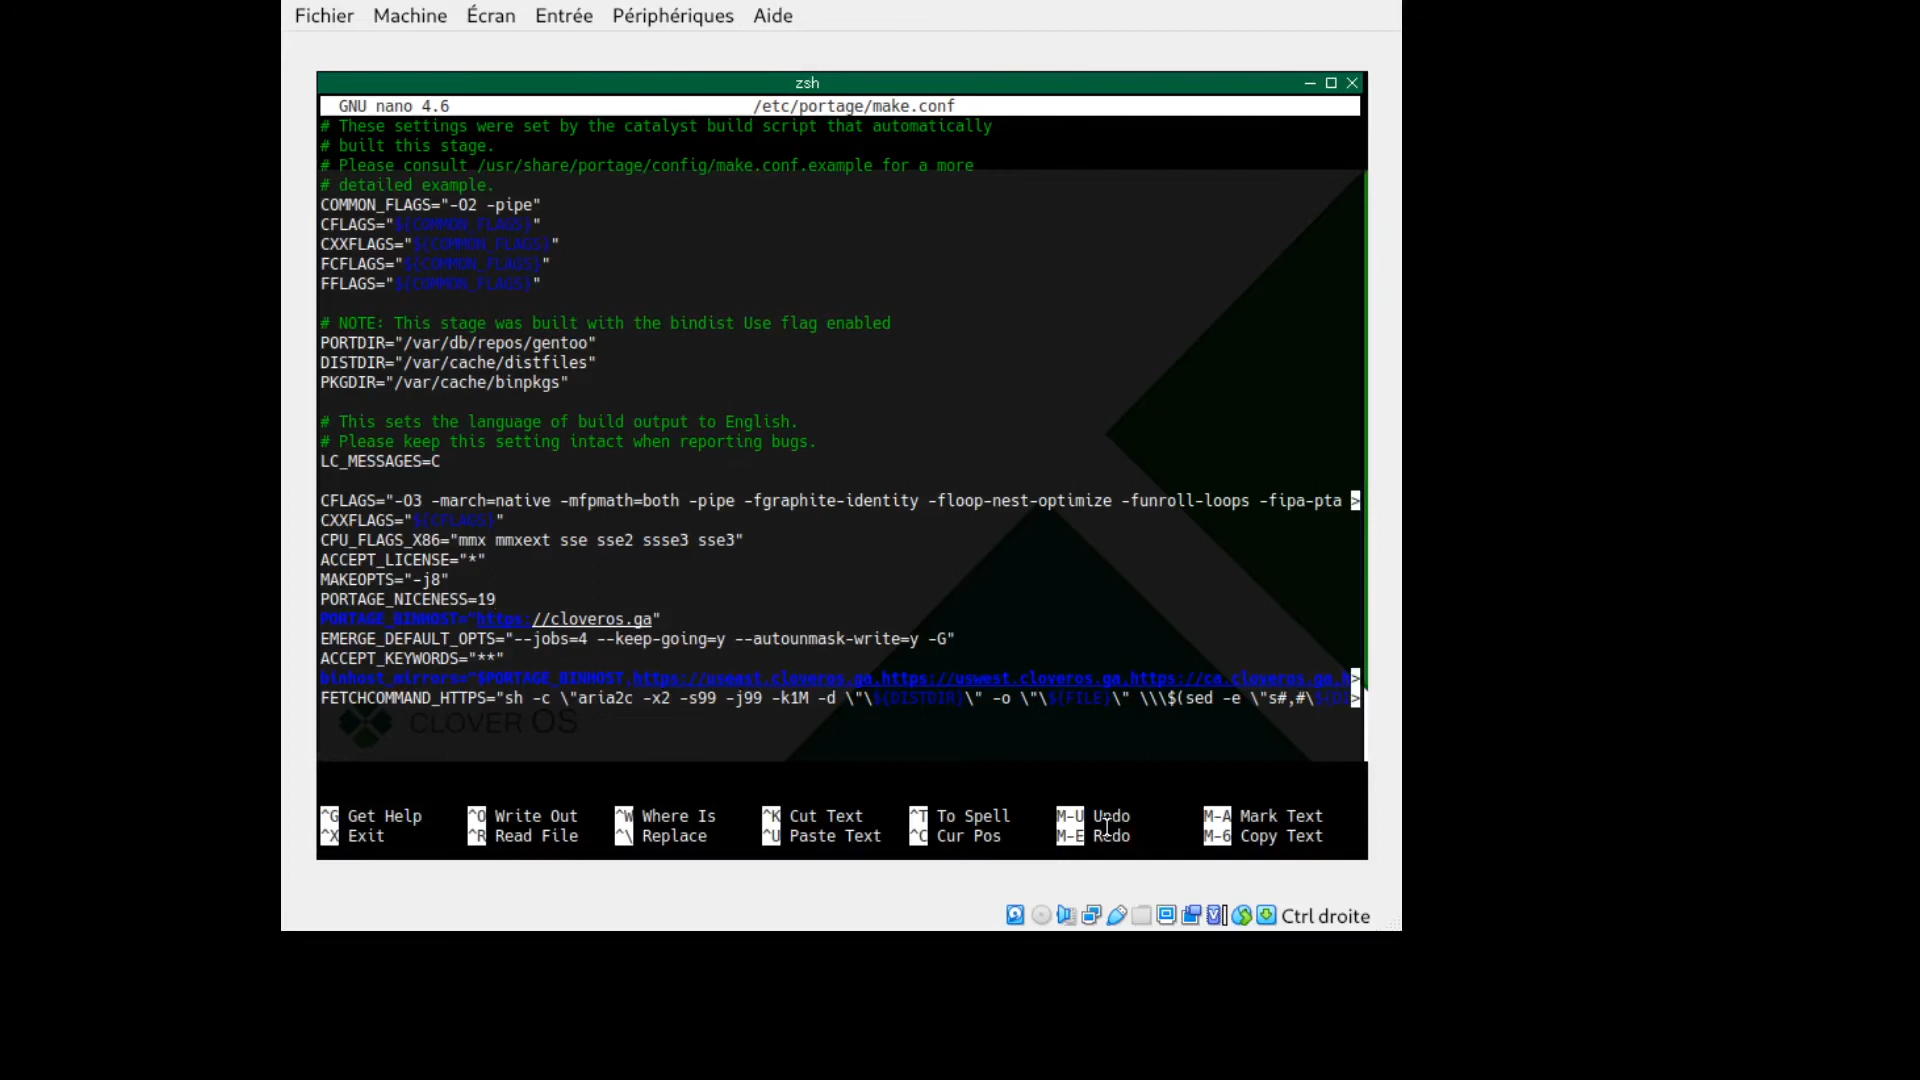 Fichier Machine Écran Entrée Périphériques Aide
zsh
GNU nano 4.6 /etc/portage/make.conf
# These settings were set by the catalyst build script that automatically
# built this stage.
# Please consult /usr/share/portage/config/make.conf.example for a more
# detailed example.
COMMON_FLAGS="-O2 -pipe"
CFLAGS="${COMMON_FLAGS}"
CXXFLAGS="${COMMON_FLAGS}"
FCFLAGS="${COMMON_FLAGS}"
FFLAGS="${COMMON_FLAGS}"
# NOTE: This stage was built with the bindist Use flag enabled
PORTDIR="/var/db/repos/gentoo"
DISTDIR="/var/cache/distfiles"
PKGDIR="/var/cache/binpkgs"
# This sets the language of build output to English.
# Please keep this setting intact when reporting bugs.
LC_MESSAGES=C
CFLAGS="-O3 -march=native -mfpmath=both -pipe -fgraphite-identity -floop-nest-optimize -funroll-loops -fipa-pta >
CXXFLAGS="${CFLAGS}"
CPU_FLAGS_X86="mmx mmxext sse sse2 ssse3 sse3"
ACCEPT_LICENSE="*"
MAKEOPTS="-j8"
PORTAGE_NICENESS=19
PORTAGE_BINHOST="https://cloveros.ga"
EMERGE_DEFAULT_OPTS="--jobs=4 --keep-going=y --autounmask-write=y -G"
ACCEPT_KEYWORDS="**"
binhost_mirrors="$PORTAGE_BINHOST,https://useast.cloveros.ga,https://uswest.cloveros.ga,https://ca.cloveros.ga,h>
FETCHCOMMAND_HTTPS="sh -c \"aria2c -x2 -s99 -j99 -k1M -d \"\${DISTDIR}\" -o \"\${FILE}\" \\\$(sed -e \"s#,#\${DI>
CLOVER OS
^G Get Help ^O Write Out ^W Where Is ^K Cut Text ^T To Spell M-U Undo M-A Mark Text
^X Exit ^R Read File ^\ Replace ^U Paste Text ^C Cur Pos M-E Redo M-6 Copy Text
Ctrl droite